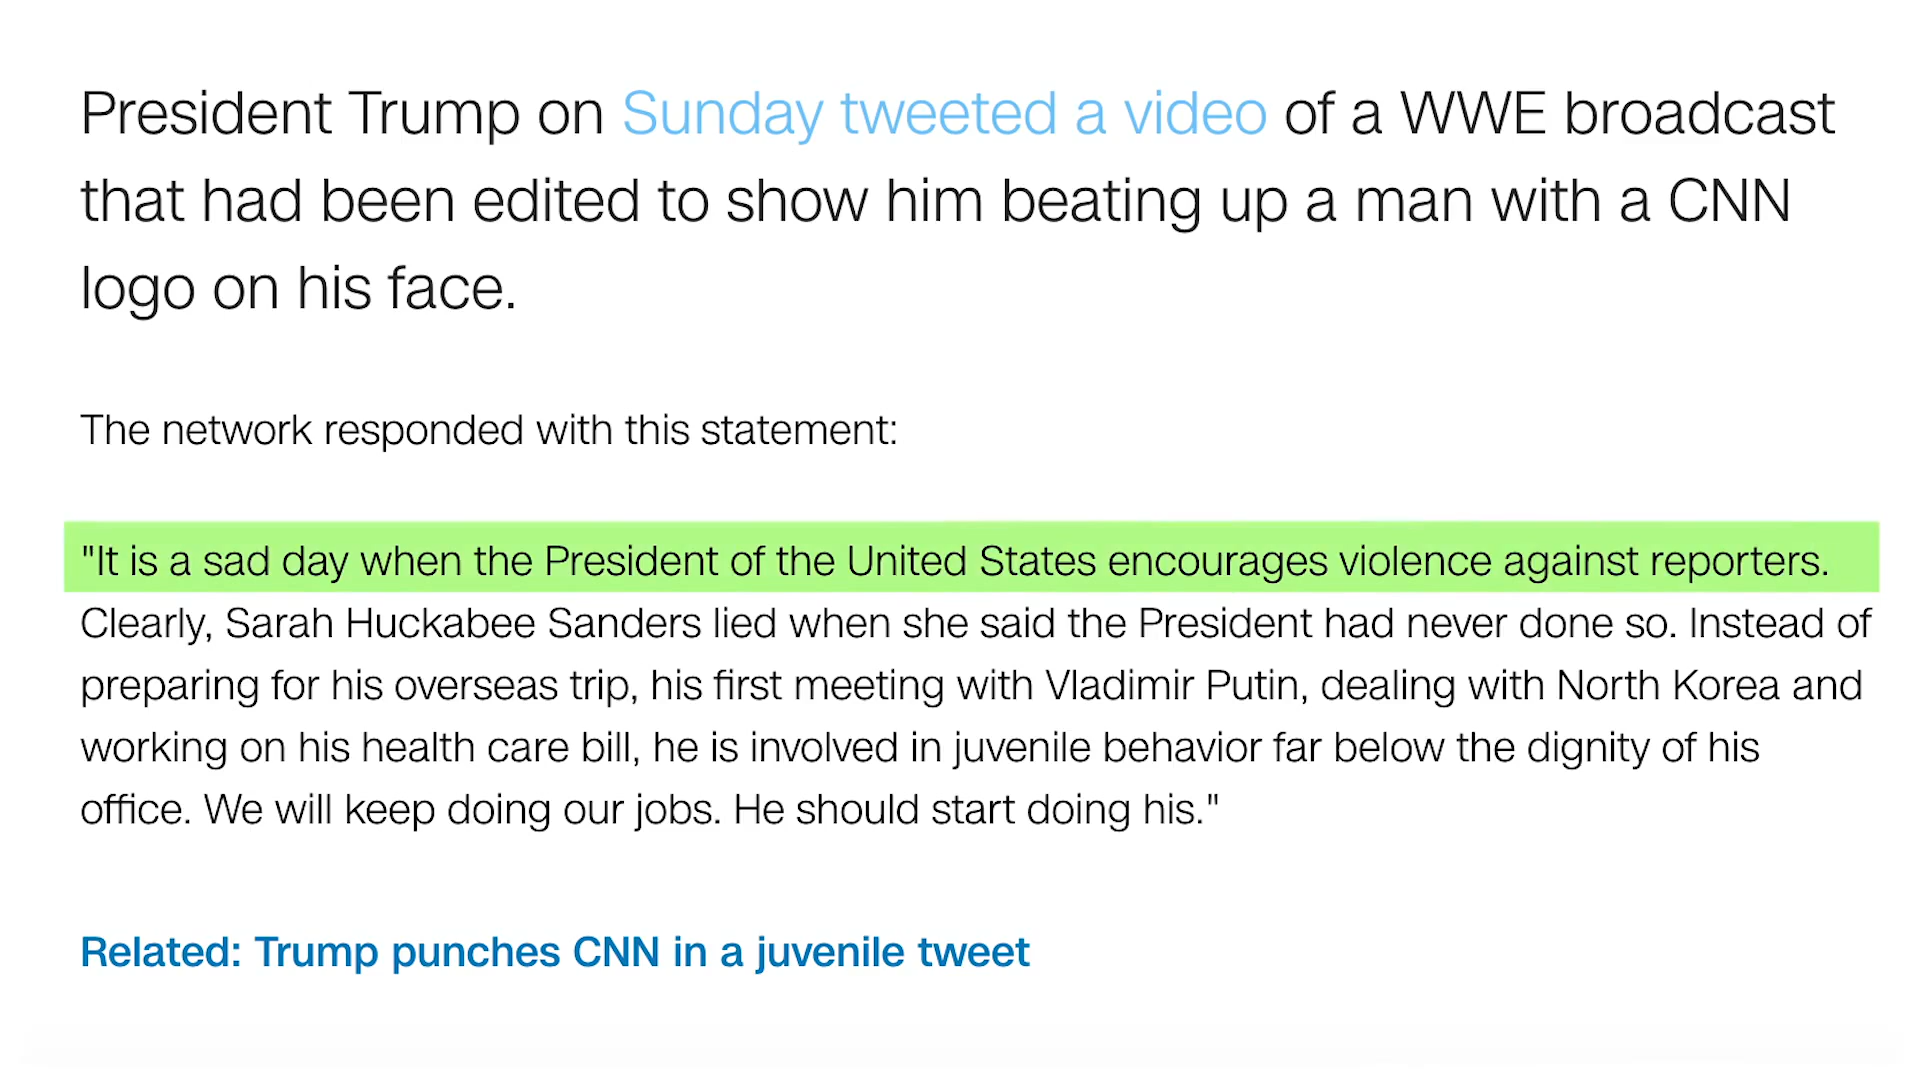 President Trump on Sunday tweeted a video of a WWE broadcast
that had been edited to show him beating up a man with a CNN
logo on his face.
The network responded with this statement:
"It is a sad day when the President of the United States encourages violence against reporters.
Clearly, Sarah Huckabee Sanders lied when she said the President had never done so. Instead of
preparing for his overseas trip, his first meeting with Vladimir Putin, dealing with North Korea and
working on his health care bill, he is involved in juvenile behavior far below the dignity of his
office. We will keep doing our jobs. He should start doing his."
Related: Trump punches CNN in a juvenile tweet